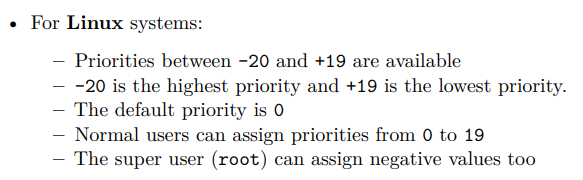 • For Linux systems:
– Priorities between -20 and +19 are available
– -20 is the highest priority and +19 is the lowest priority.
– The default priority is 0
– Normal users can assign priorities from 0 to 19
– The super user (root) can assign negative values too